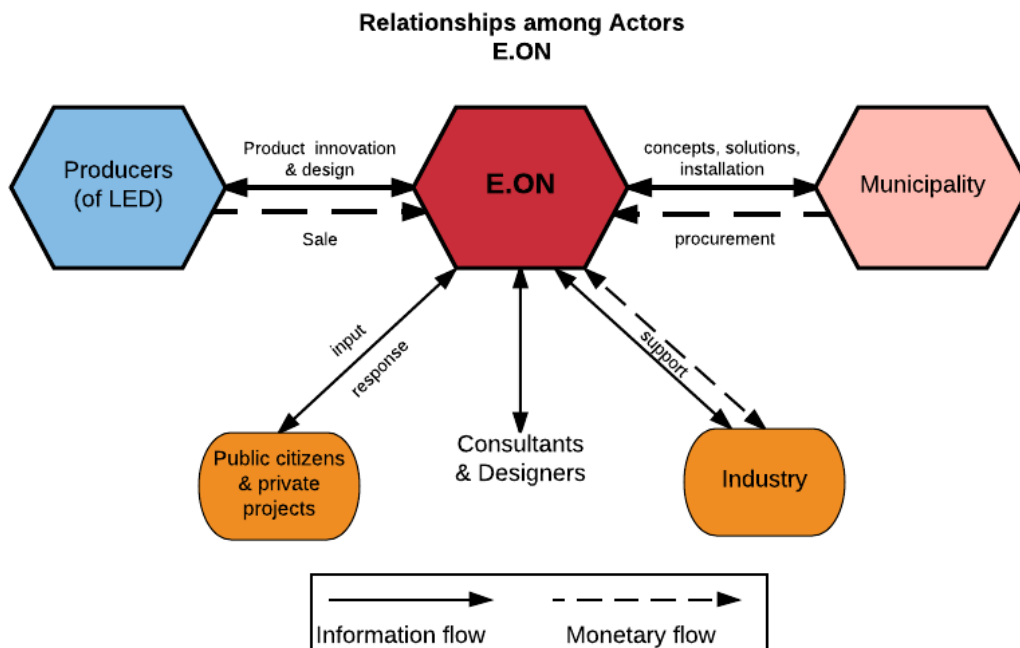 Relationships among Actors
E.ON
Producers
(of LED)
Product innovation
& design
Sale
E.ON
concepts, solutions,
installation
procurement
Municipality
input
response
support
Public citizens
& private
projects
Consultants
& Designers
Industry
Information flow
Monetary flow